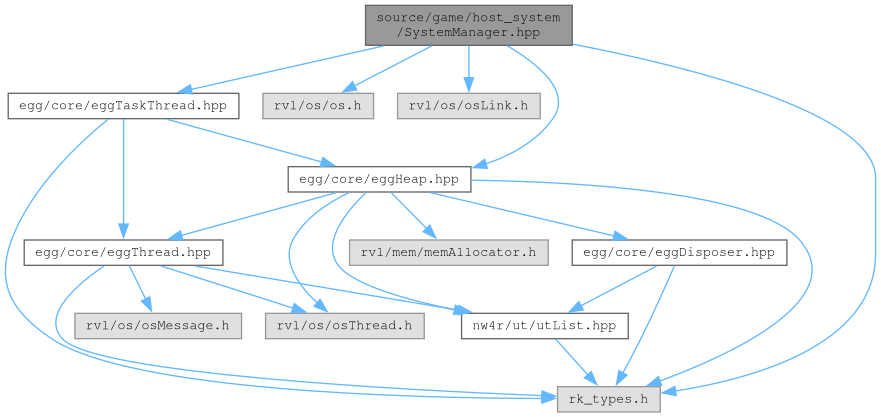 source/game/host_system
/SystemManager.hpp
egg/core/eggTaskThread.hpp
rvl/os/os.h
rvl/os/osLink.h
egg/core/eggHeap.hpp
egg/core/eggThread.hpp
rvl/mem/memAllocator.h
egg/core/eggDisposer.hpp
rvl/os/osMessage.h
rvl/os/osThread.h
nw4r/ut/utList.hpp
rk_types.h